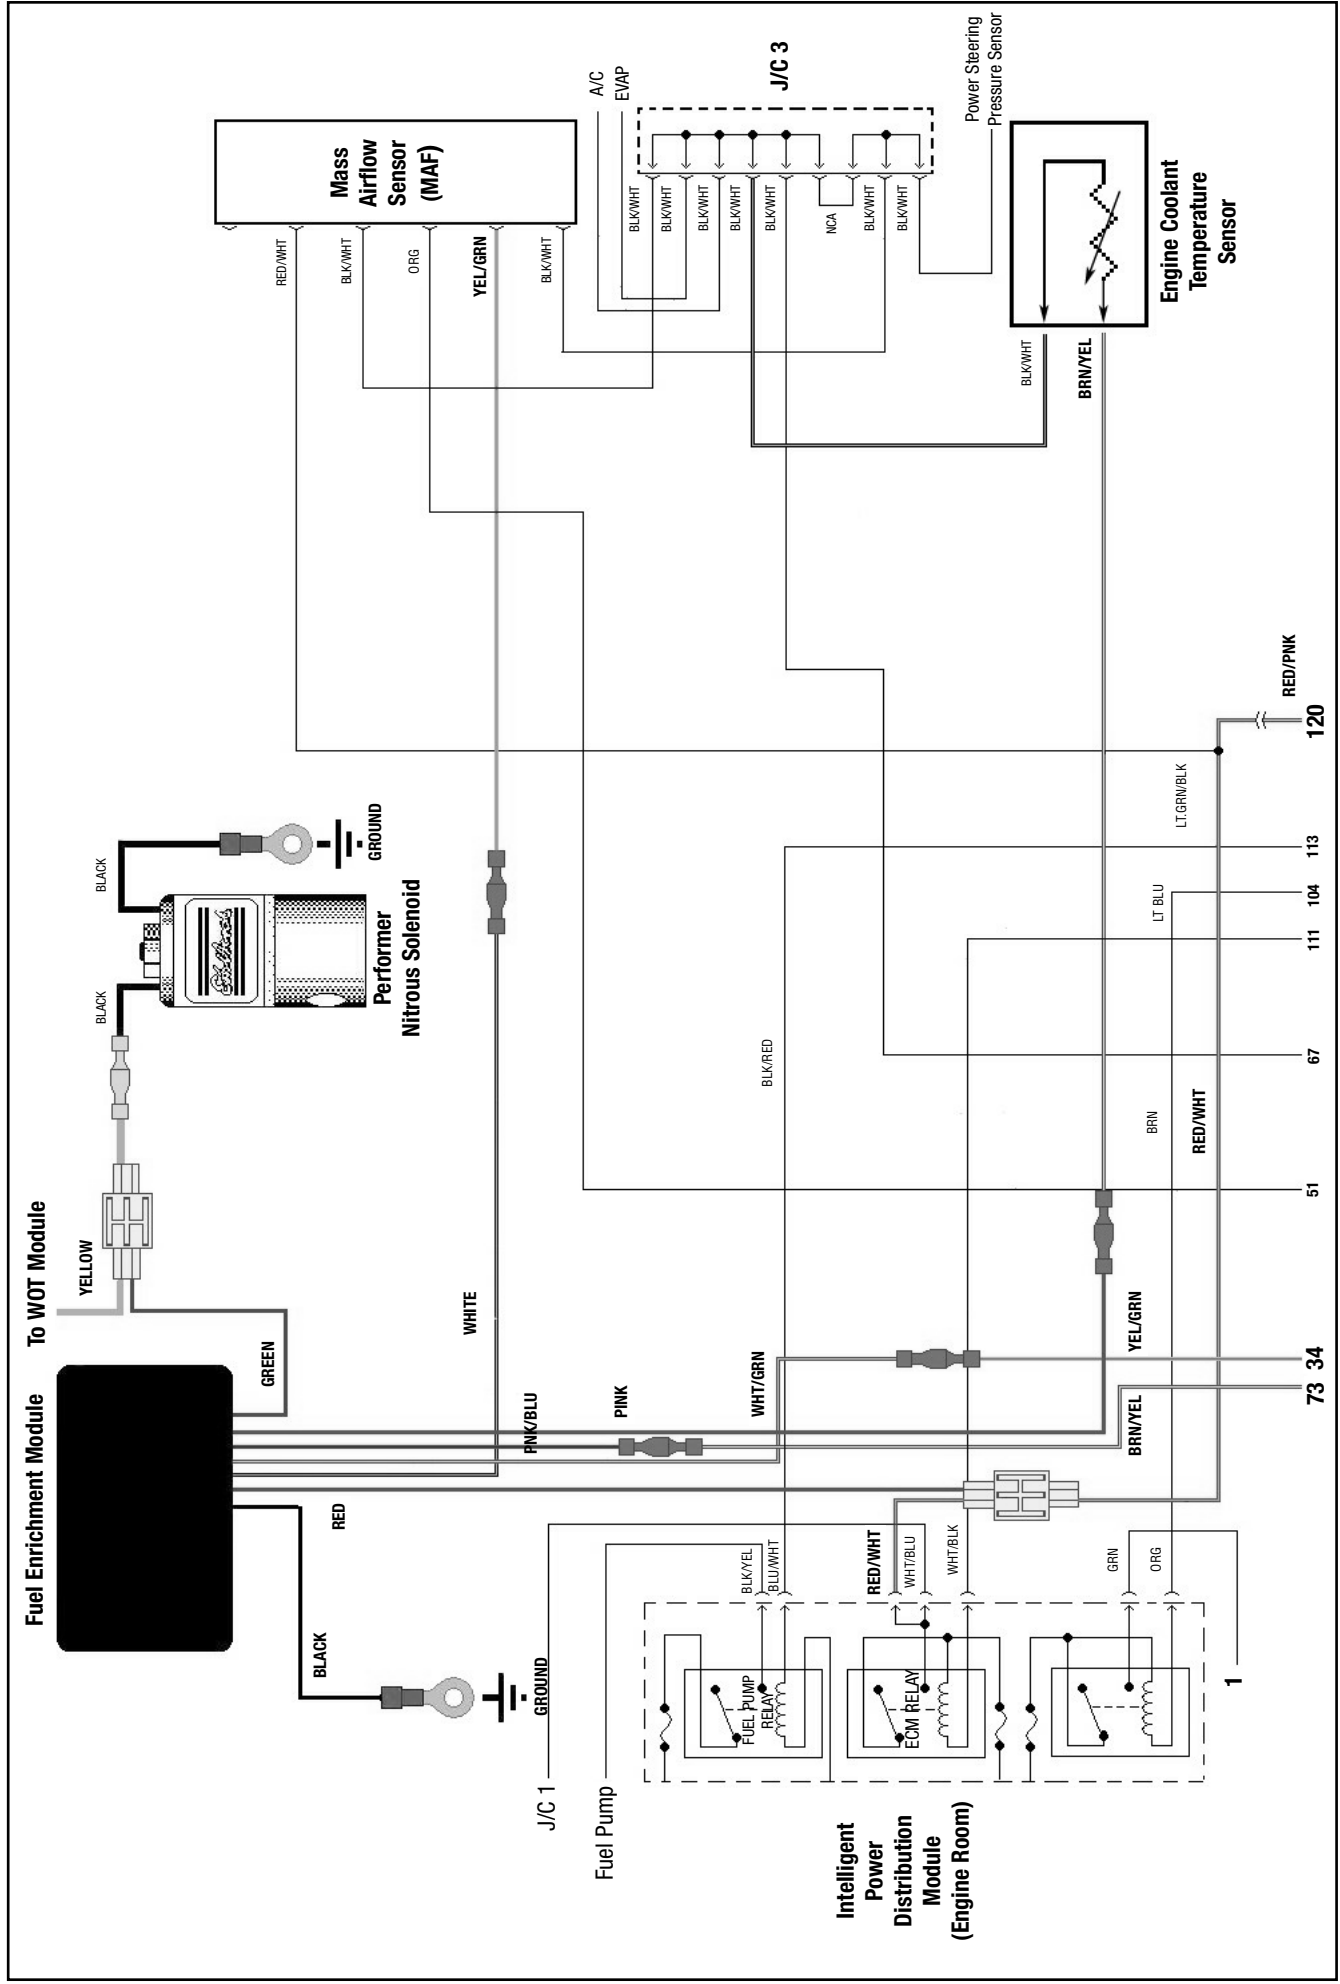 To WOT Module
Fuel Enrichment Module
YELLOW
GREEN
BLACK
BLACK
GROUND
Edelbrock
Performer
Nitrous Solenoid
Mass
Airflow
Sensor
(MAF)
RED/WHT
BLK/WHT
ORG
YEL/GRN
BLK/WHT
A/C
EVAP
J/C 3
BLK/WHT
BLK/WHT
BLK/WHT
BLK/WHT
BLK/WHT
NCA
BLK/WHT
BLK/WHT
Power Steering
Pressure Sensor
Engine Coolant
Temperature
Sensor
BLK/WHT
BRN/YEL
WHITE
PNK/BLU
PINK
WHT/GRN
RED
BLACK
GROUND
BLK/RED
LT.GRN/BLK
LT BLU
BRN
RED/WHT
RED/PNK
YEL/GRN
BRN/YEL
120
113
104
111
67
51
34
73
J/C 1
Fuel Pump
BLK/YEL
BLU/WHT
RED/WHT
WHT/BLU
WHT/BLK
GRN
ORG
FUEL PUMP
RELAY
ECM RELAY
1
Intelligent
Power
Distribution
Module
(Engine Room)